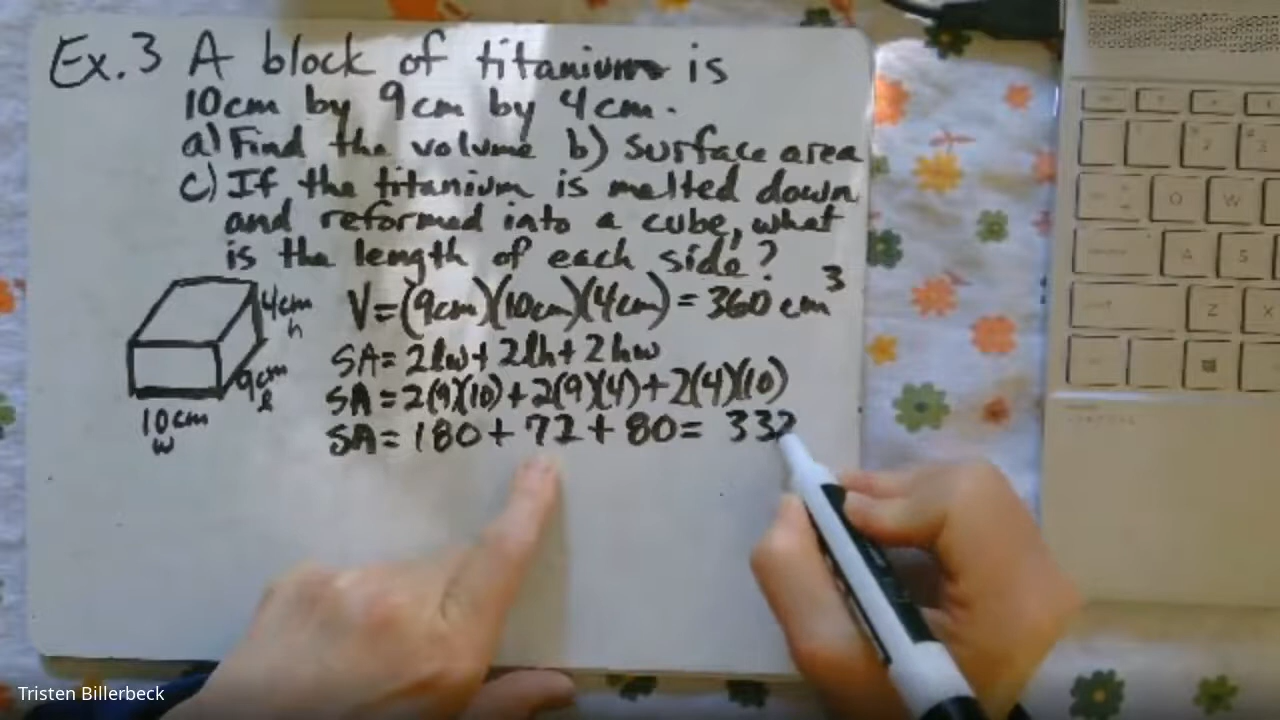 Ex. 3 A block of titanium is
10cm by 9cm by 4cm.
a) Find the volume b) surface area
c) If the titanium is melted down
and reformed into a cube, what
is the length of each side?
4cm
h
9cm
l
10cm
w
V=(9cm)(10cm)(4cm) = 360 cm³
SA= 2lw+ 2lh+ 2hw
SA= 2(9)(10) + 2(9)(4) + 2(4)(10)
SA= 180 + 72 + 80 = 332
Tristen Billerbeck